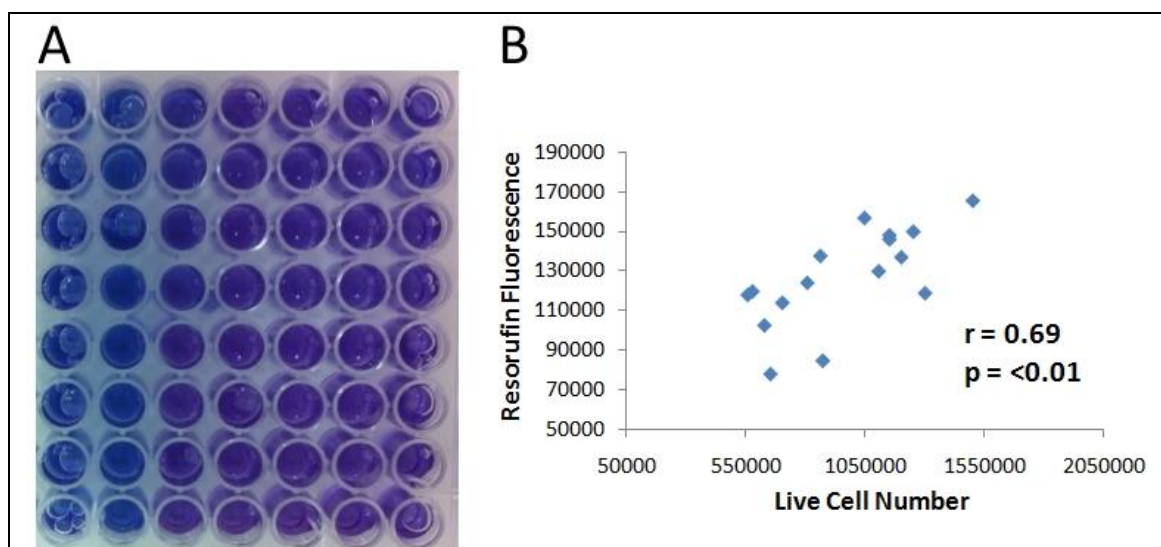 A
B
190000
170000
150000
130000
110000
90000
70000
50000
Resorufin Fluorescence
r = 0.69
p = <0.01
50000 550000 1050000 1550000 2050000
Live Cell Number